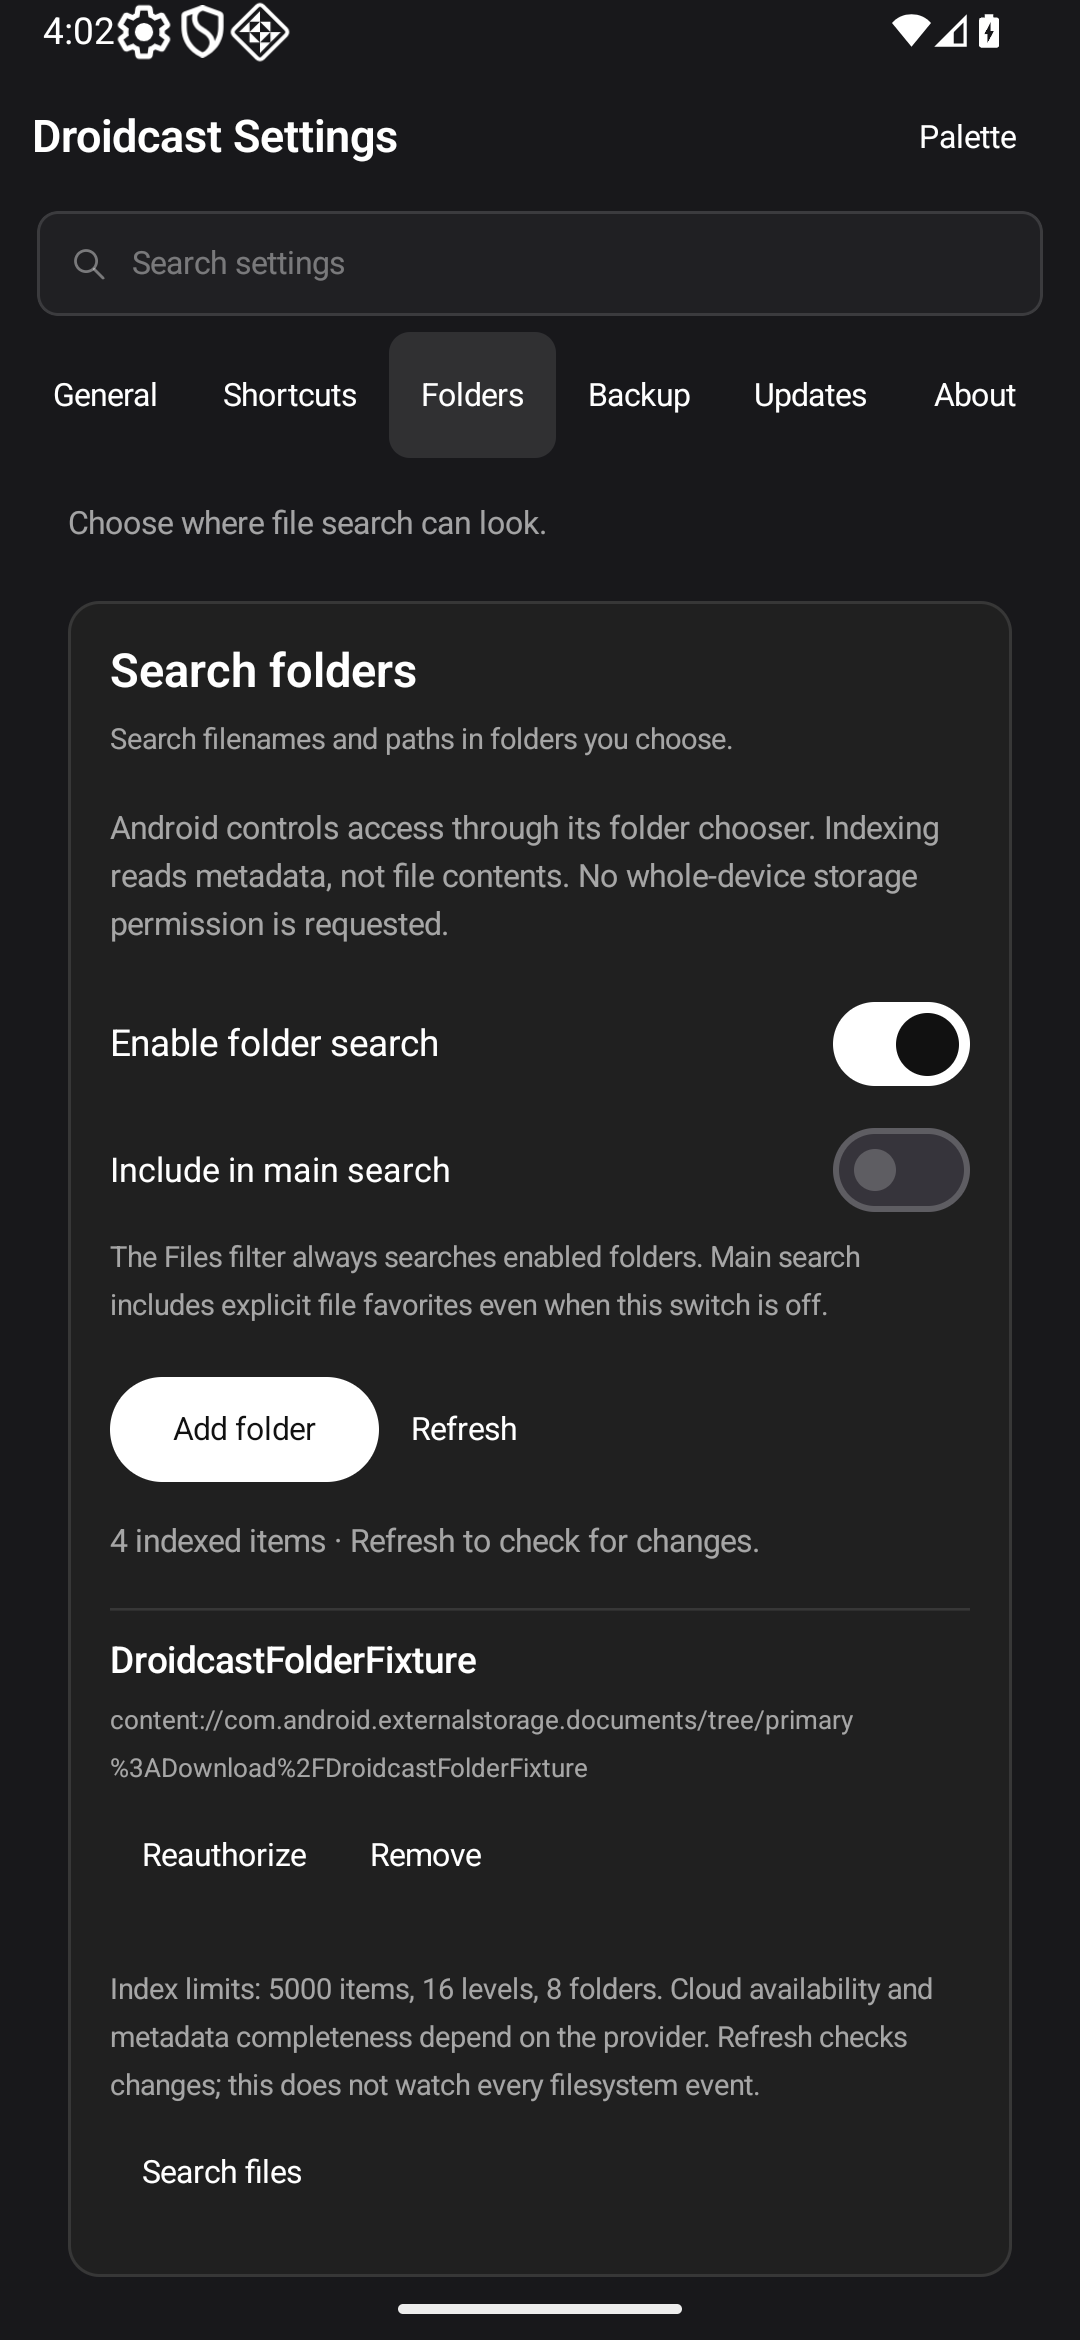 4:02
Droidcast Settings
Palette
Search settings
General
Shortcuts
Folders
Backup
Updates
About
Choose where file search can look.
Search folders
Search filenames and paths in folders you choose.
Android controls access through its folder chooser. Indexing
reads metadata, not file contents. No whole-device storage
permission is requested.
Enable folder search
Include in main search
The Files filter always searches enabled folders. Main search
includes explicit file favorites even when this switch is off.
Add folder
Refresh
4 indexed items · Refresh to check for changes.
DroidcastFolderFixture
content://com.android.externalstorage.documents/tree/primary
%3ADownload%2FDroidcastFolderFixture
Reauthorize
Remove
Index limits: 5000 items, 16 levels, 8 folders. Cloud availability and
metadata completeness depend on the provider. Refresh checks
changes; this does not watch every filesystem event.
Search files